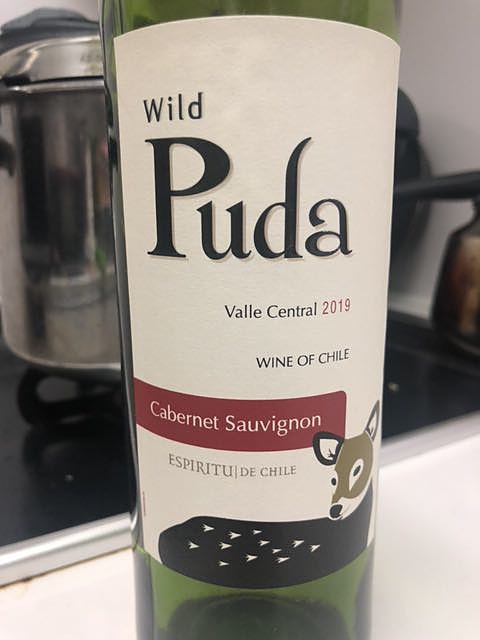 Wild
Puda
Valle Central 2019
WINE OF CHILE
Cabernet Sauvignon
ESPIRITU|DE CHILE